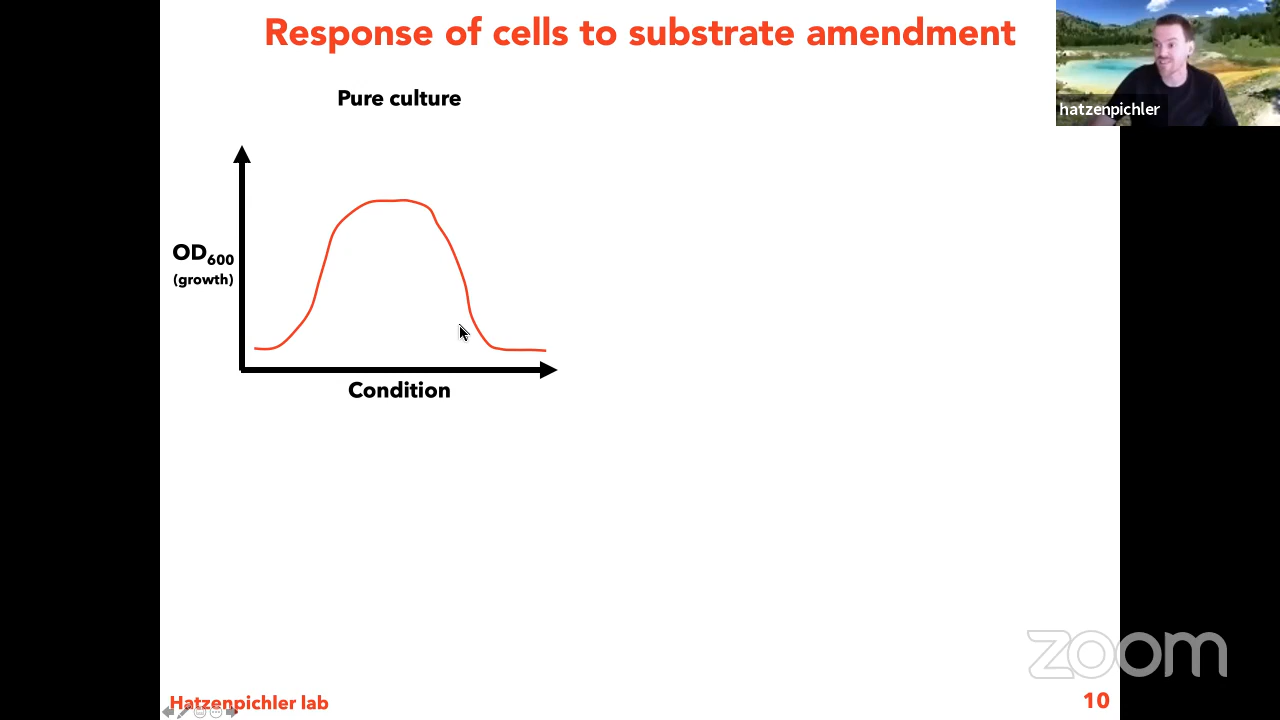 Response of cells to substrate amendment
hatzenpichler
Pure culture
OD600
(growth)
Condition
zoom
Hatzenpichler lab
10